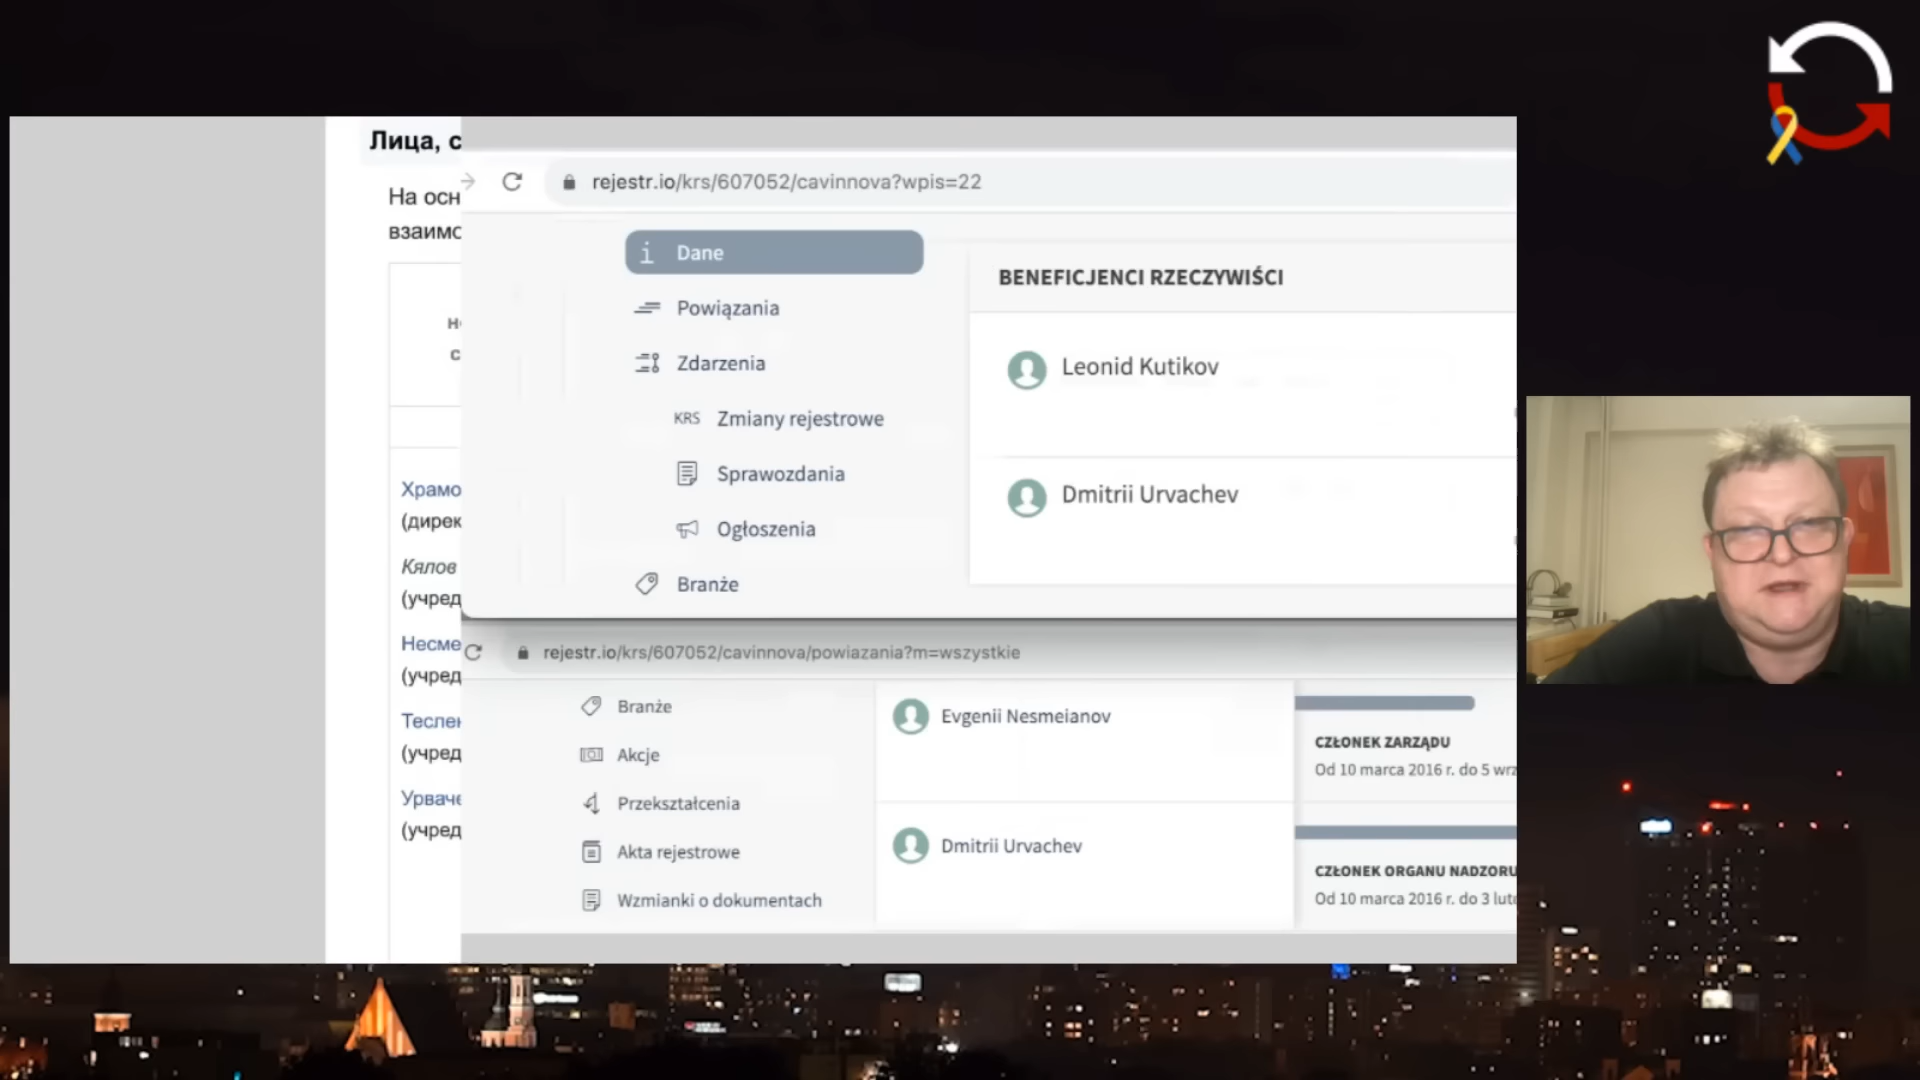 Лица, с
На осн
взаимо
Храмо
(дирек
Кялов
(учред
Несме
(учред
Теслен
(учред
Урваче
(учред
rejestr.io/krs/607052/cavinnova?wpis=22
i Dane
Powiązania
Zdarzenia
KRS Zmiany rejestrowe
Sprawozdania
Ogłoszenia
Branże
BENEFICJENCI RZECZYWIŚCI
Leonid Kutikov
Dmitrii Urvachev
rejestr.io/krs/607052/cavinnova/powiazania?m=wszystkie
Branże
Akcje
Przekształcenia
Akta rejestrowe
Wzmianki o dokumentach
Evgenii Nesmeianov
CZŁONEK ZARZĄDU
Od 10 marca 2016 r. do 5 wrz
Dmitrii Urvachev
CZŁONEK ORGANU NADZORU
Od 10 marca 2016 r. do 3 lut